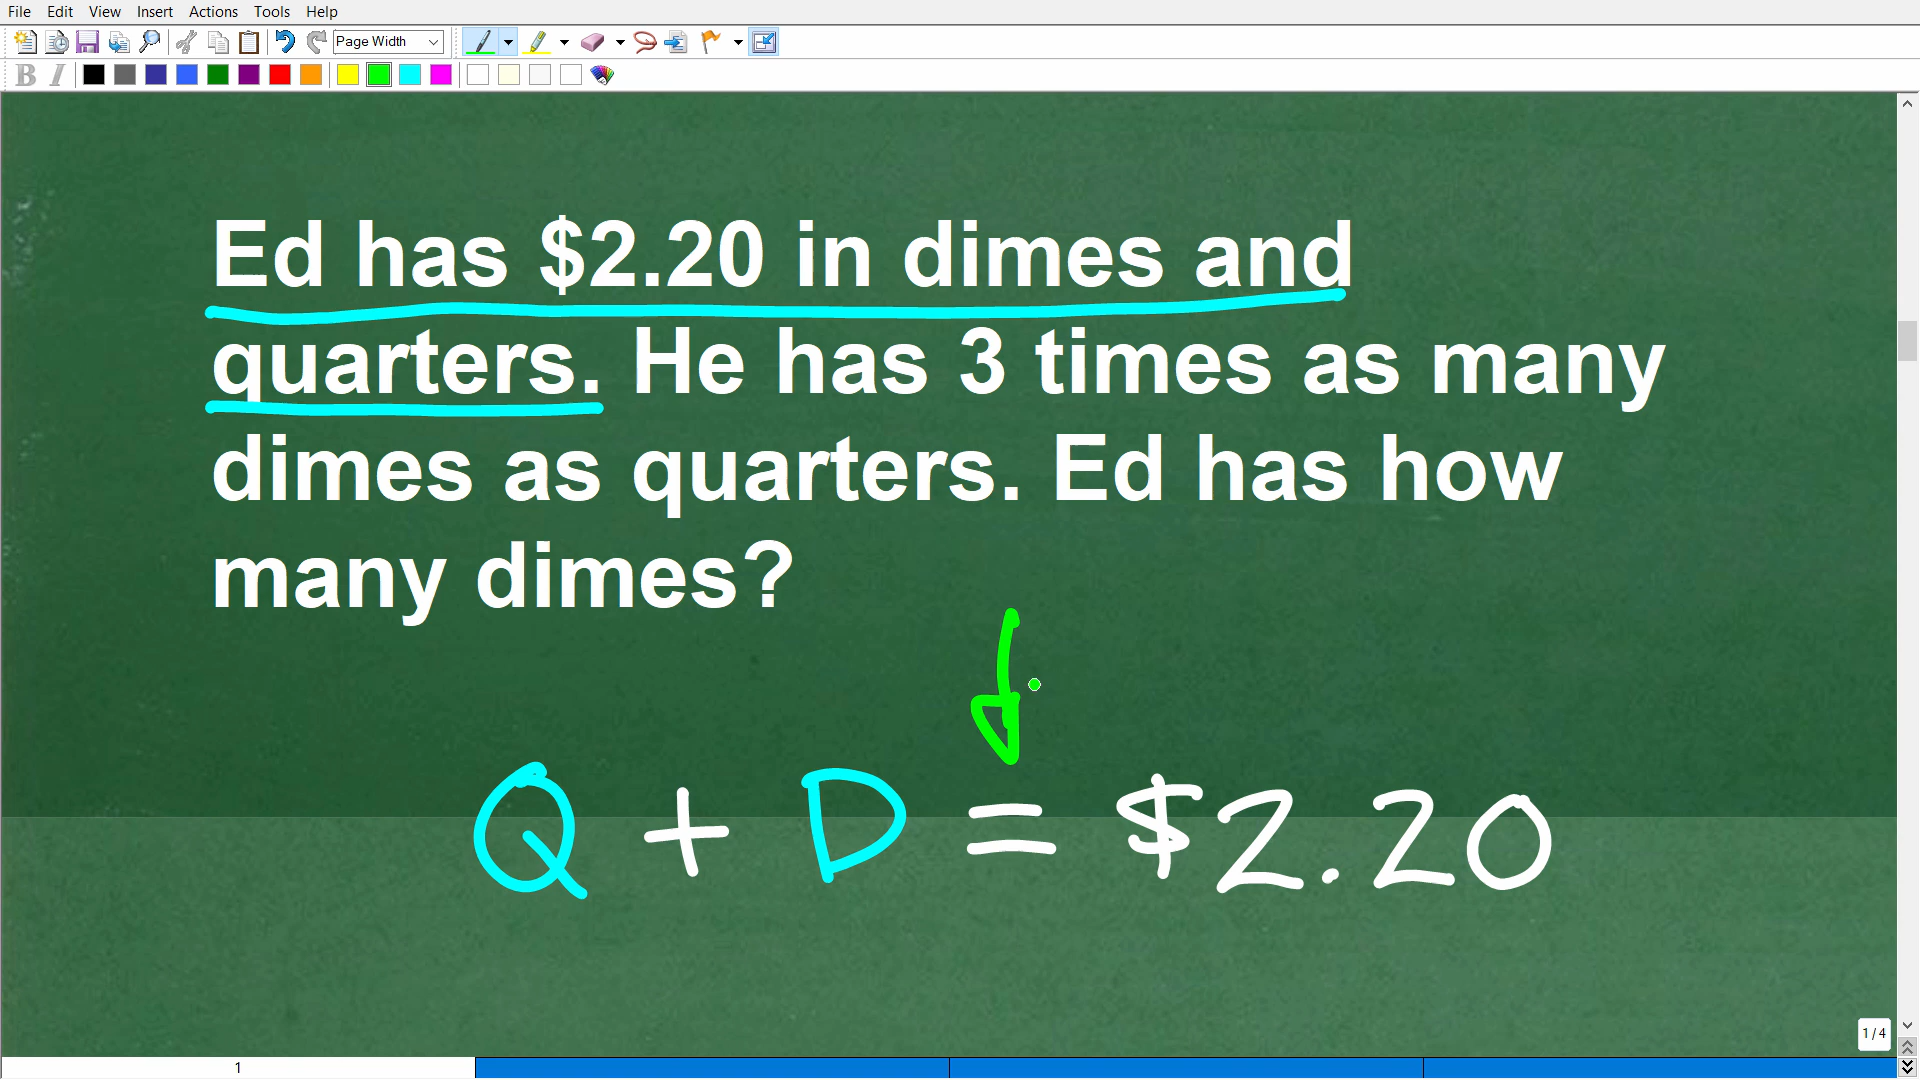 File Edit View Insert Actions Tools Help
Page Width
B I
Ed has $2.20 in dimes and
quarters. He has 3 times as many
dimes as quarters. Ed has how
many dimes?
Q + D = $2.20
1 / 4
1